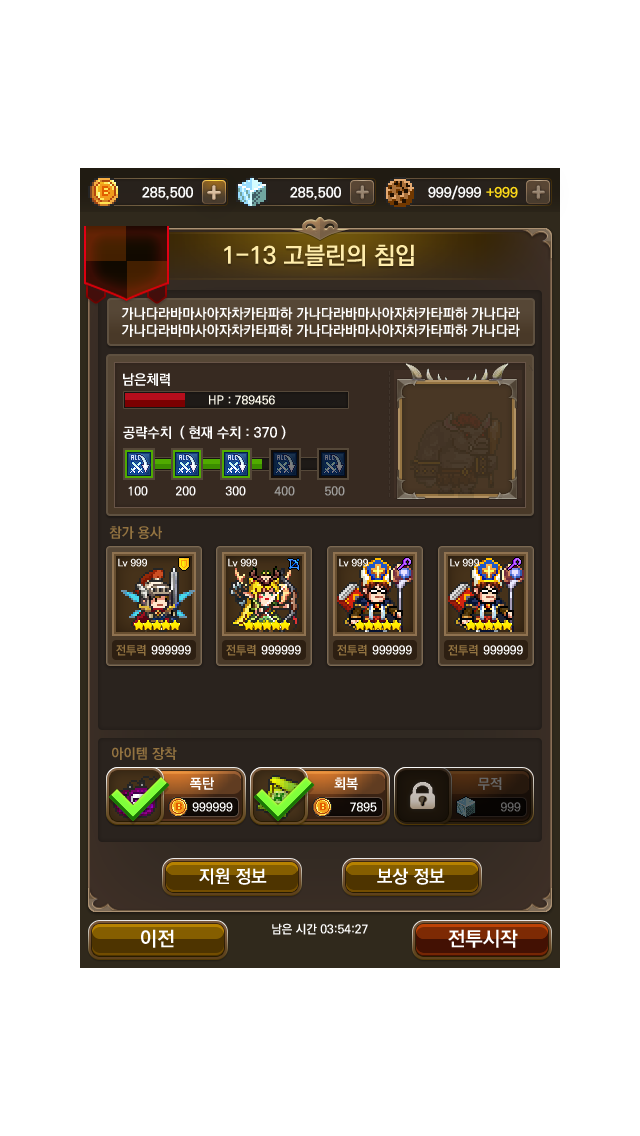 285,500 + 285,500 + 999/999 +999 +
1-13 고블린의 침입
가나다라바마사아자차카타파하 가나다라바마사아자차카타파하 가나다라
가나다라바마사아자차카타파하 가나다라바마사아자차카타파하 가나다라
남은체력
HP : 789456
공략수치 ( 현재 수치 : 370 )
100 200 300 400 500
참가 용사
Lv 999 Lv 999 Lv 999 Lv 999
전투력 999999 전투력 999999 전투력 999999 전투력 999999
아이템 장착
폭탄 회복 무적
999999 7895 999
지원 정보 보상 정보
이전 남은 시간 03:54:27 전투시작